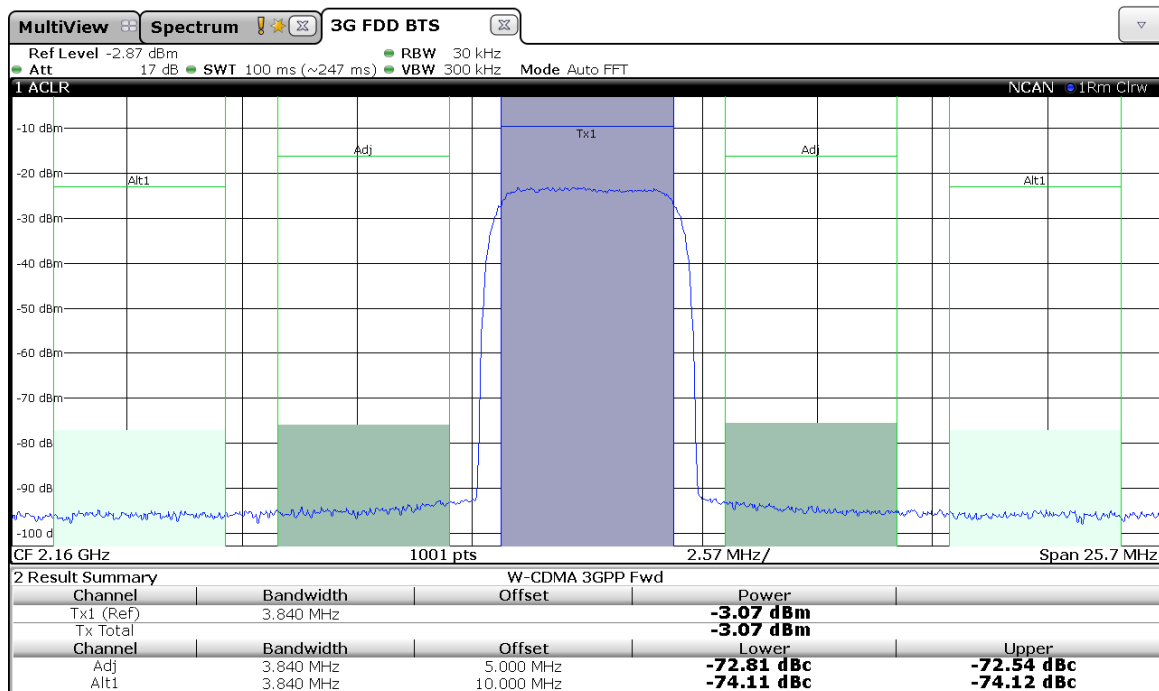 MultiView Spectrum 3G FDD BTS
Ref Level -2.87 dBm RBW 30 kHz
Att 17 dB SWT 100 ms (~247 ms) VBW 300 kHz Mode Auto FFT
1 ACLR NCAN 1Rm Clrw
-10 dBm
Tx1
Adj Adj
-20 dBm
Alt1 Alt1
-30 dBm
-40 dBm
-50 dBm
-60 dBm
-70 dBm
-80 dB
-90 dB
-100 d
CF 2.16 GHz 1001 pts 2.57 MHz/ Span 25.7 MHz
2 Result Summary W-CDMA 3GPP Fwd
Channel Bandwidth Offset Power
Tx1 (Ref) 3.840 MHz -3.07 dBm
Tx Total -3.07 dBm
Channel Bandwidth Offset Lower Upper
Adj 3.840 MHz 5.000 MHz -72.81 dBc -72.54 dBc
Alt1 3.840 MHz 10.000 MHz -74.11 dBc -74.12 dBc